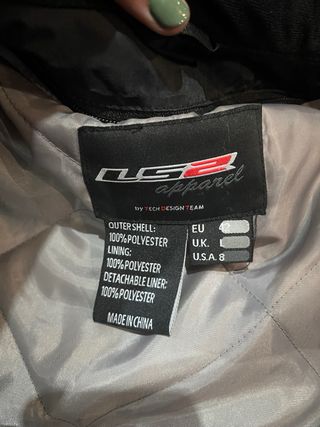 LS2
apparel
by TECH DESIGN TEAM
OUTER SHELL:
100% POLYESTER
LINING:
100% POLYESTER
DETACHABLE LINER:
100% POLYESTER
MADE IN CHINA
EU
U.K.
U.S.A. 8